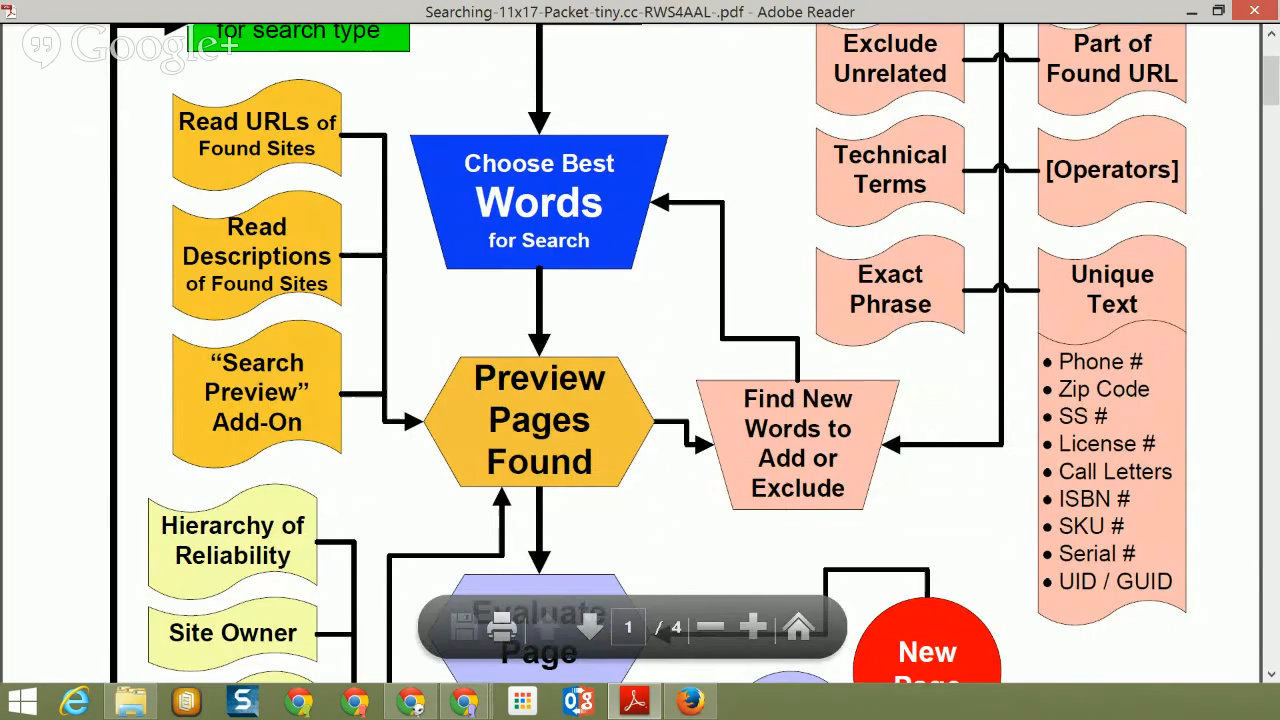 Searching-11x17-Packet-tiny.cc-RWS4AAL-.pdf - Adobe Reader
Google+
for search type
Exclude
Unrelated
Part of
Found URL
Read URLs of
Found Sites
Choose Best
Words
for Search
Technical
Terms
[Operators]
Read
Descriptions
of Found Sites
Exact
Phrase
Unique
Text
“Search
Preview”
Add-On
Preview
Pages
Found
Find New
Words to
Add or
Exclude
• Phone #
• Zip Code
• SS #
• License #
• Call Letters
• ISBN #
• SKU #
• Serial #
• UID / GUID
Hierarchy of
Reliability
Site Owner
Evaluate
Page
1 / 4
New
Page